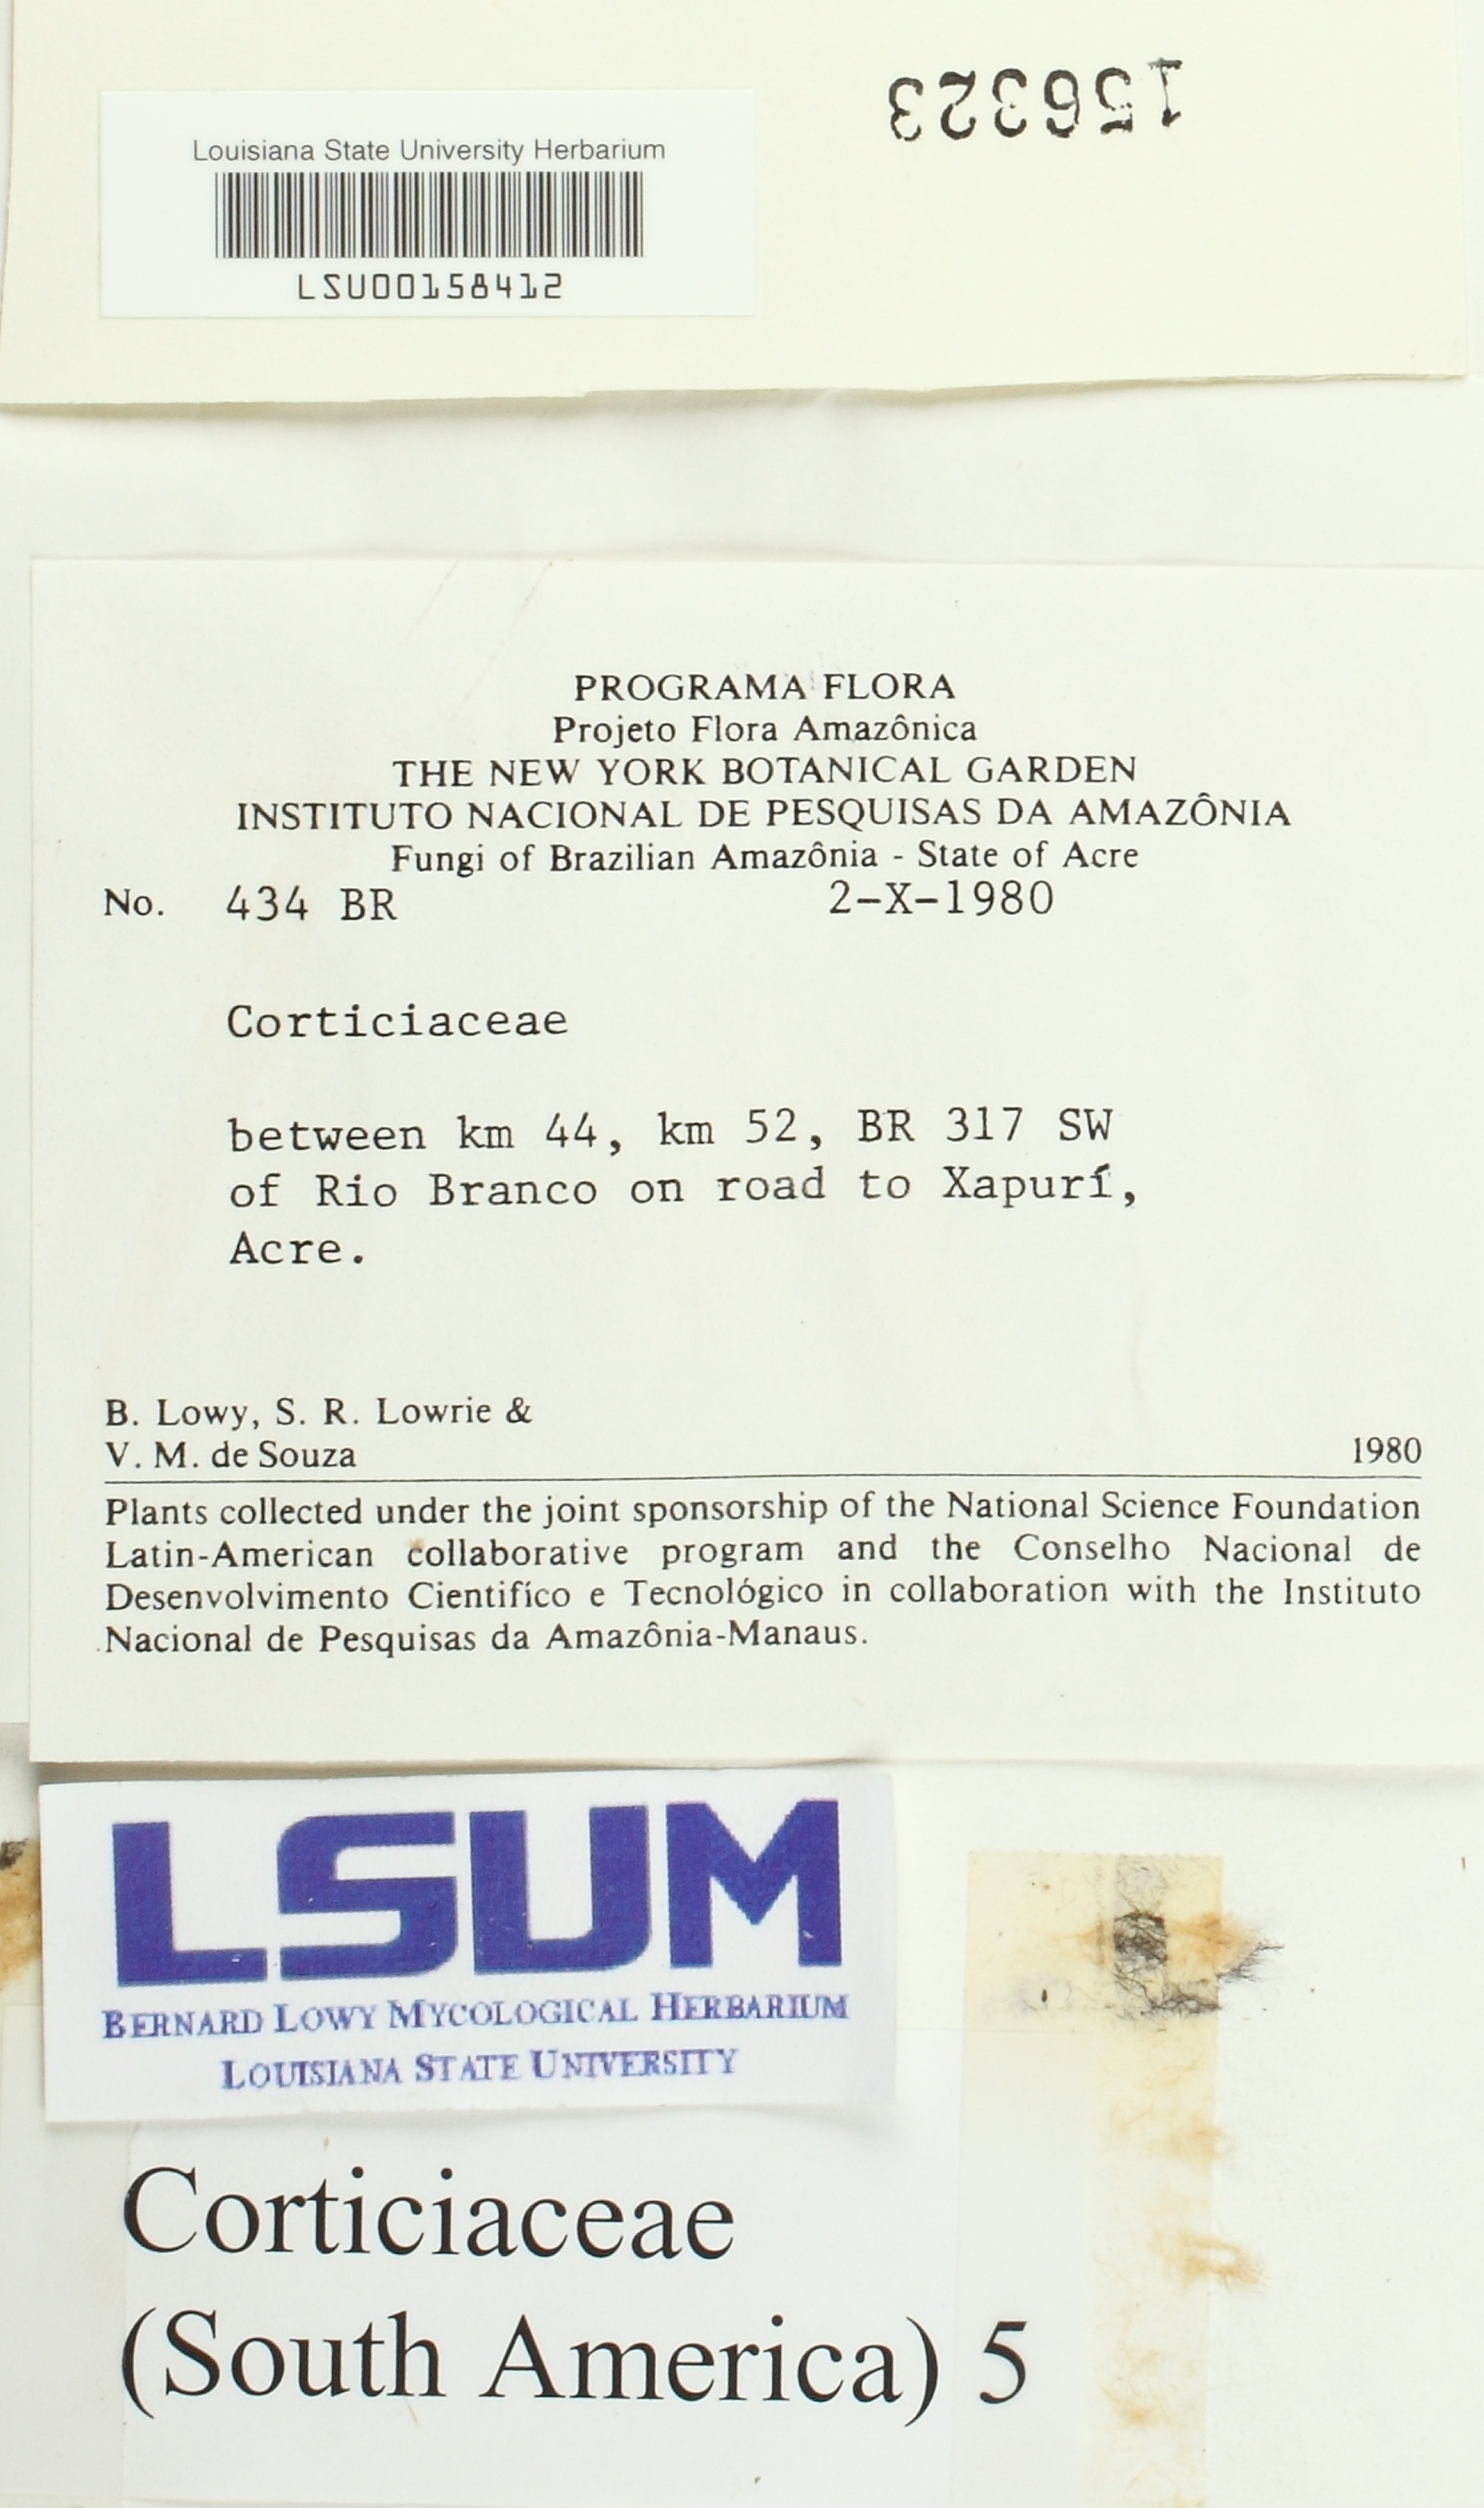 156323
Louisiana State University Herbarium
LSU00158412
PROGRAMA FLORA
Projeto Flora Amazônica
THE NEW YORK BOTANICAL GARDEN
INSTITUTO NACIONAL DE PESQUISAS DA AMAZÔNIA
Fungi of Brazilian Amazônia - State of Acre
No. 434 BR 2-X-1980
Corticiaceae
between km 44, km 52, BR 317 SW
of Rio Branco on road to Xapurí,
Acre.
B. Lowy, S. R. Lowrie &
V. M. de Souza 1980
Plants collected under the joint sponsorship of the National Science Foundation
Latin-American collaborative program and the Conselho Nacional de
Desenvolvimento Cientifíco e Tecnológico in collaboration with the Instituto
Nacional de Pesquisas da Amazônia-Manaus.
LSUM
BERNARD LOWY MYCOLOGICAL HERBARIUM
LOUISIANA STATE UNIVERSITY
Corticiaceae
(South America) 5